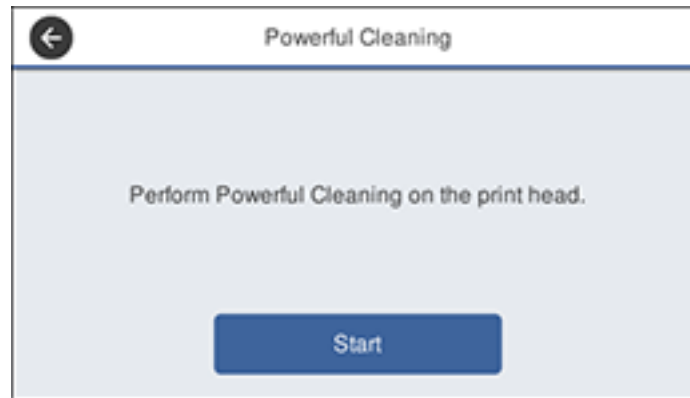 Powerful Cleaning
Perform Powerful Cleaning on the print head.
Start